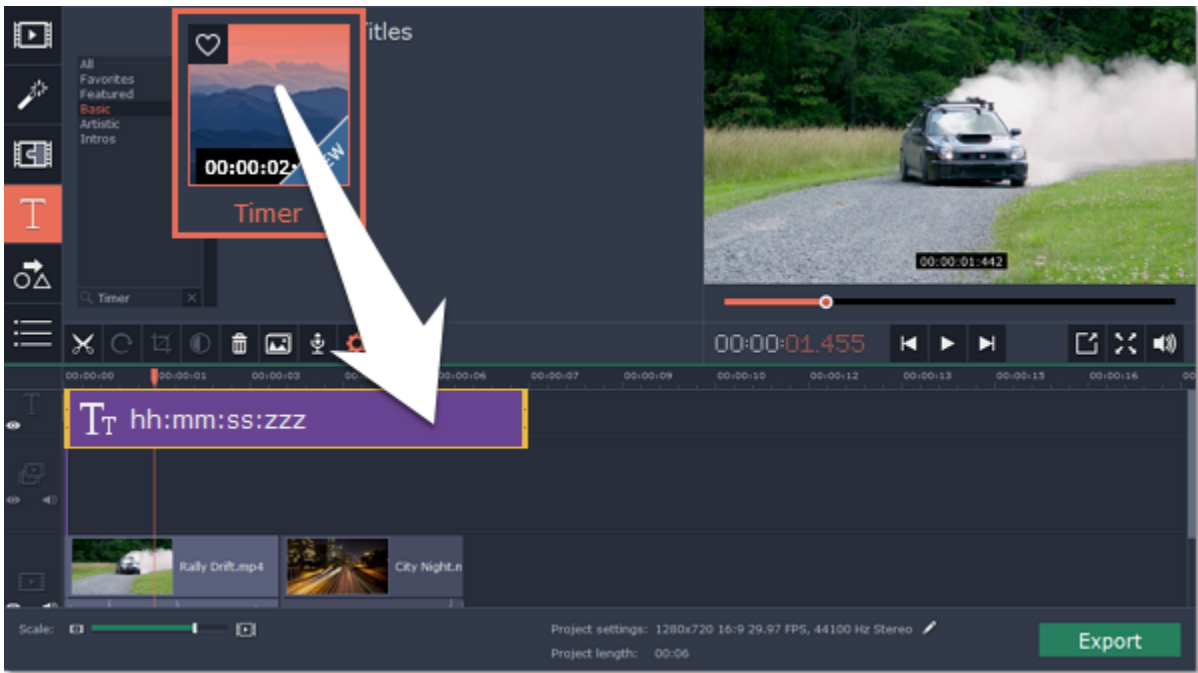 Titles
All
Favorites
Featured
Basic
Artistic
Intros
00:00:02
Timer
Timer
00:00:01:442
00:00:01.455
00:00:00 00:00:01 00:00:03 00:00:06 00:00:07 00:00:09 00:00:10 00:00:12 00:00:13 00:00:15 00:00:16
T
TT hh:mm:ss:zzz
Rally Drift.mp4
City Night.
Scale:
Project settings: 1280x720 16:9 29.97 FPS, 44100 Hz Stereo
Project length: 00:06
Export